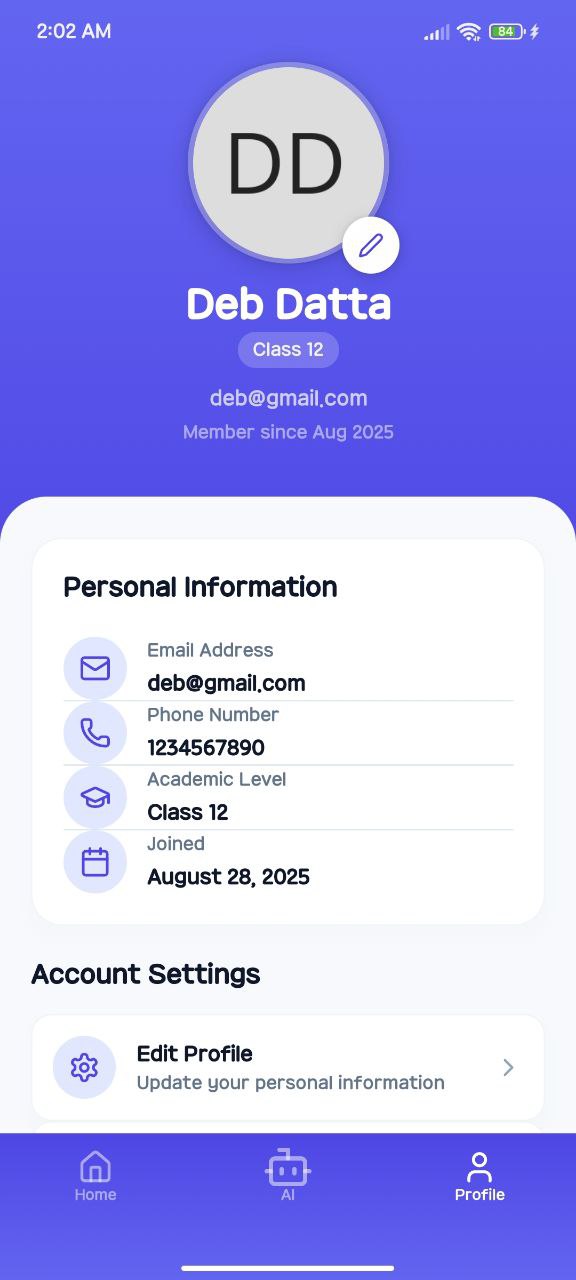 2:02 AM
84
DD
Deb Datta
Class 12
deb@gmail.com
Member since Aug 2025
Personal Information
Email Address
deb@gmail.com
Phone Number
1234567890
Academic Level
Class 12
Joined
August 28, 2025
Account Settings
Edit Profile
Update your personal information
Home
AI
Profile